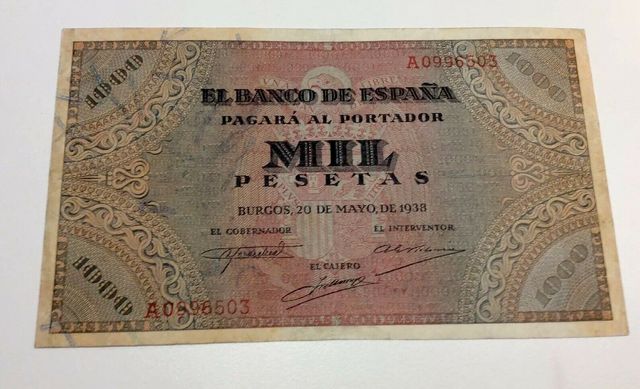 A0996503
1000 1000
EL BANCO DE ESPAÑA
PAGARÁ AL PORTADOR
MIL
PESETAS
BURGOS, 20 DE MAYO, DE 1938
EL GOBERNADOR EL INTERVENTOR
EL CAJERO
1000 1000
A0996503